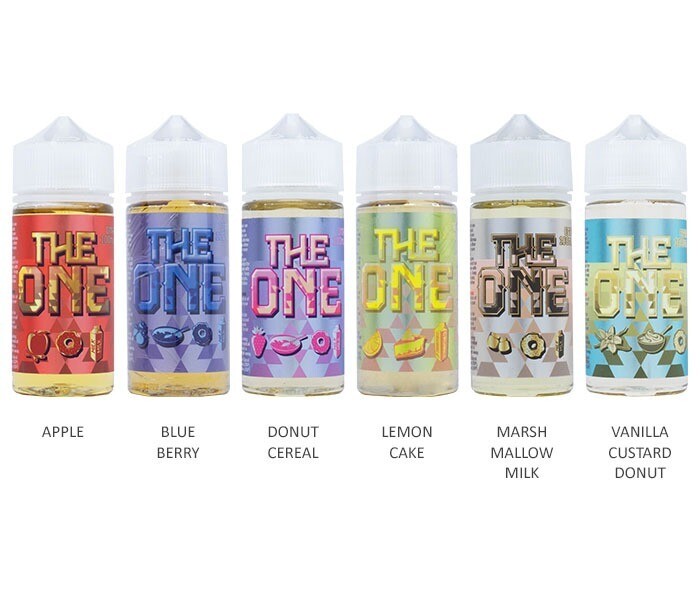 THE
ONE
THE
ONE
THE
ONE
THE
ONE
THE
ONE
THE
ONE
APPLE
BLUE
BERRY
DONUT
CEREAL
LEMON
CAKE
MARSH
MALLOW
MILK
VANILLA
CUSTARD
DONUT